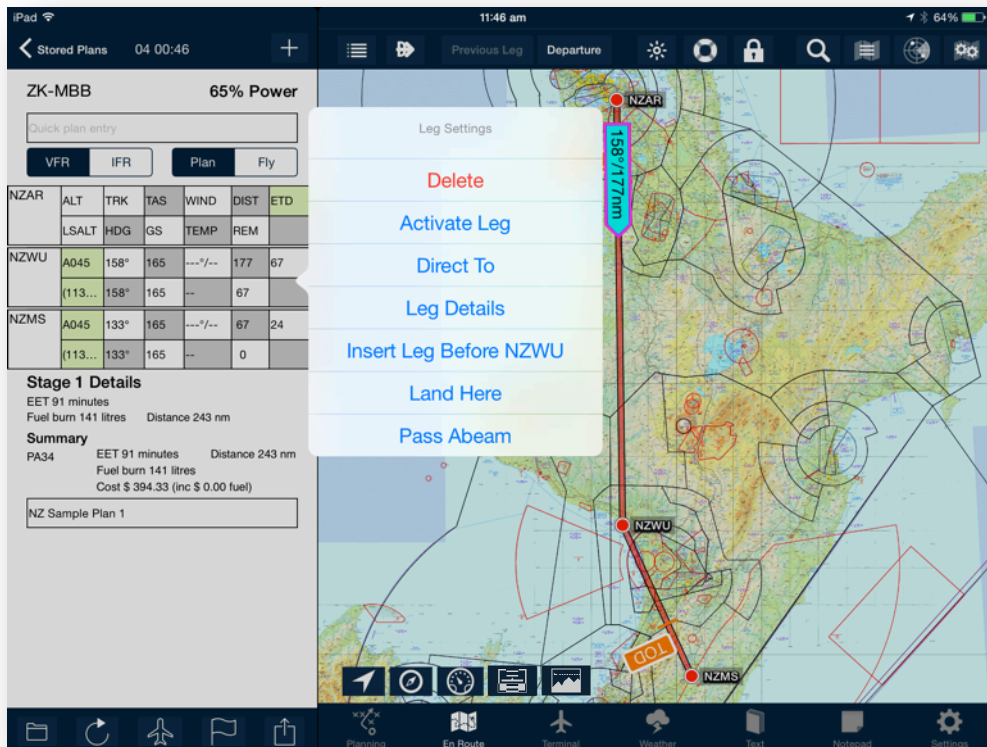 iPad 11:46 am 64%
Stored Plans 04 00:46 +
Previous Leg Departure
ZK-MBB 65% Power
Quick plan entry
VFR IFR Plan Fly
NZAR ALT TRK TAS WIND DIST ETD
LSALT HDG GS TEMP REM
NZWU A045 158° 165 ---°/-- 177 67
(113... 158° 165 -- 67
NZMS A045 133° 165 ---°/-- 67 24
(113... 133° 165 -- 0
Stage 1 Details
EET 91 minutes
Fuel burn 141 litres Distance 243 nm
Summary
PA34 EET 91 minutes Distance 243 nm
Fuel burn 141 litres
Cost $ 394.33 (inc $ 0.00 fuel)
NZ Sample Plan 1
Leg Settings
Delete
Activate Leg
Direct To
Leg Details
Insert Leg Before NZWU
Land Here
Pass Abeam
NZAR
158°/177nm
NZWU
TOD
NZMS
Planning En Route Terminal Weather Text Notepad Settings